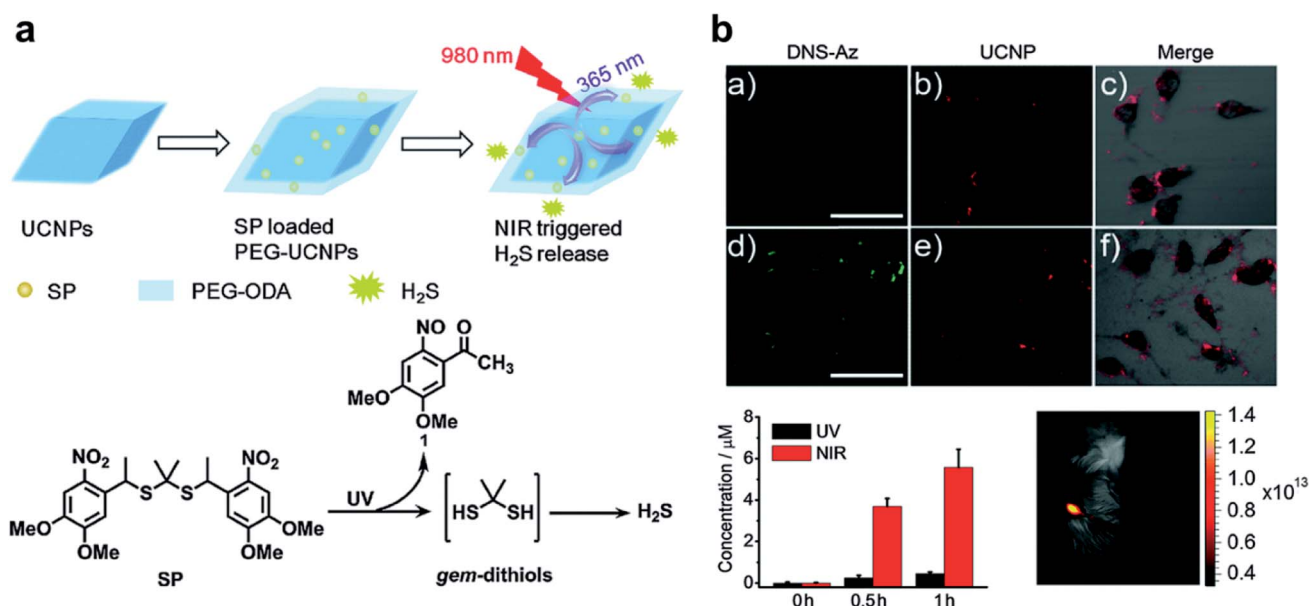 a
980 nm
365 nm
UCNPs
SP loaded
PEG-UCNPs
NIR triggered
H₂S release
SP
PEG-ODA
H₂S
NO
O
CH₃
MeO
OMe
1
NO₂
NO₂
S
S
MeO
OMe
OMe
OMe
SP
UV
HS
SH
gem-dithiols
H₂S
b
DNS-Az
UCNP
Merge
a)
b)
c)
d)
e)
f)
Concentration / μM
8
6
4
2
0
UV
NIR
0h
0.5h
1h
1.4
1.2
1.0
0.8
0.6
0.4
x10¹³